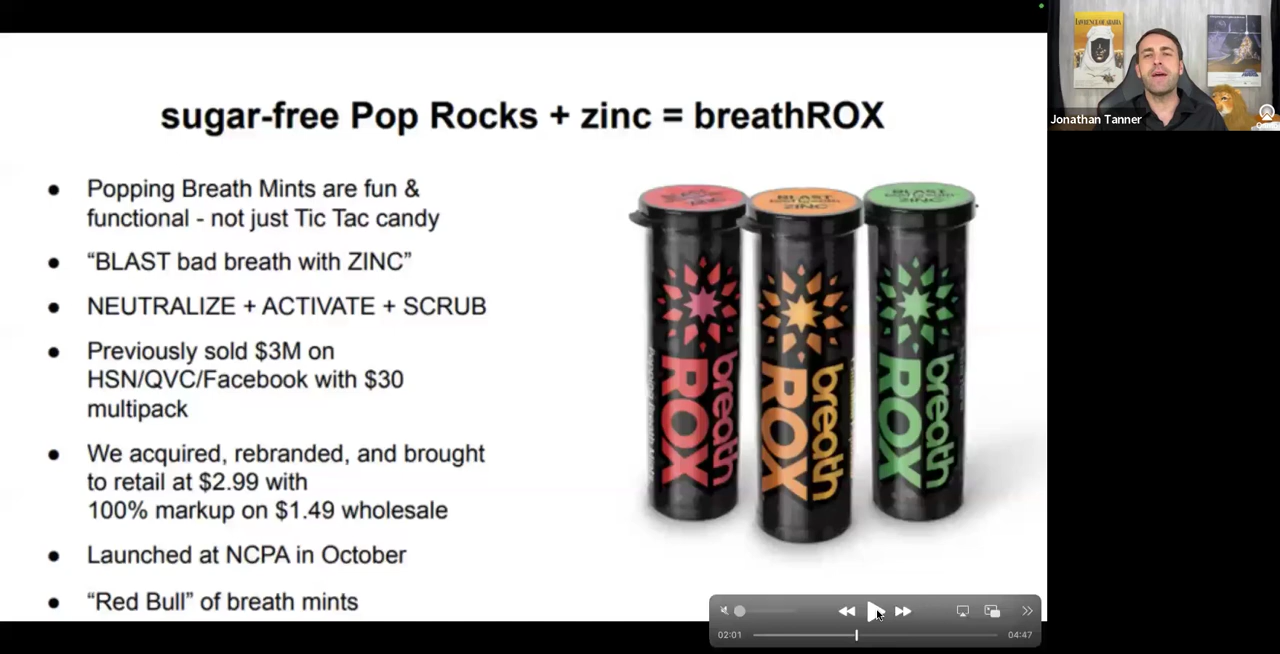 sugar-free Pop Rocks + zinc = breathROX
● Popping Breath Mints are fun &
functional - not just Tic Tac candy
● “BLAST bad breath with ZINC”
● NEUTRALIZE + ACTIVATE + SCRUB
● Previously sold $3M on
HSN/QVC/Facebook with $30
multipack
● We acquired, rebranded, and brought
to retail at $2.99 with
100% markup on $1.49 wholesale
● Launched at NCPA in October
● “Red Bull” of breath mints
BLAST
ZINC
BLAST
ZINC
breath
ROX
breath
ROX
breath
ROX
LAWRENCE OF ARABIA
Jonathan Tanner
02:01
04:47